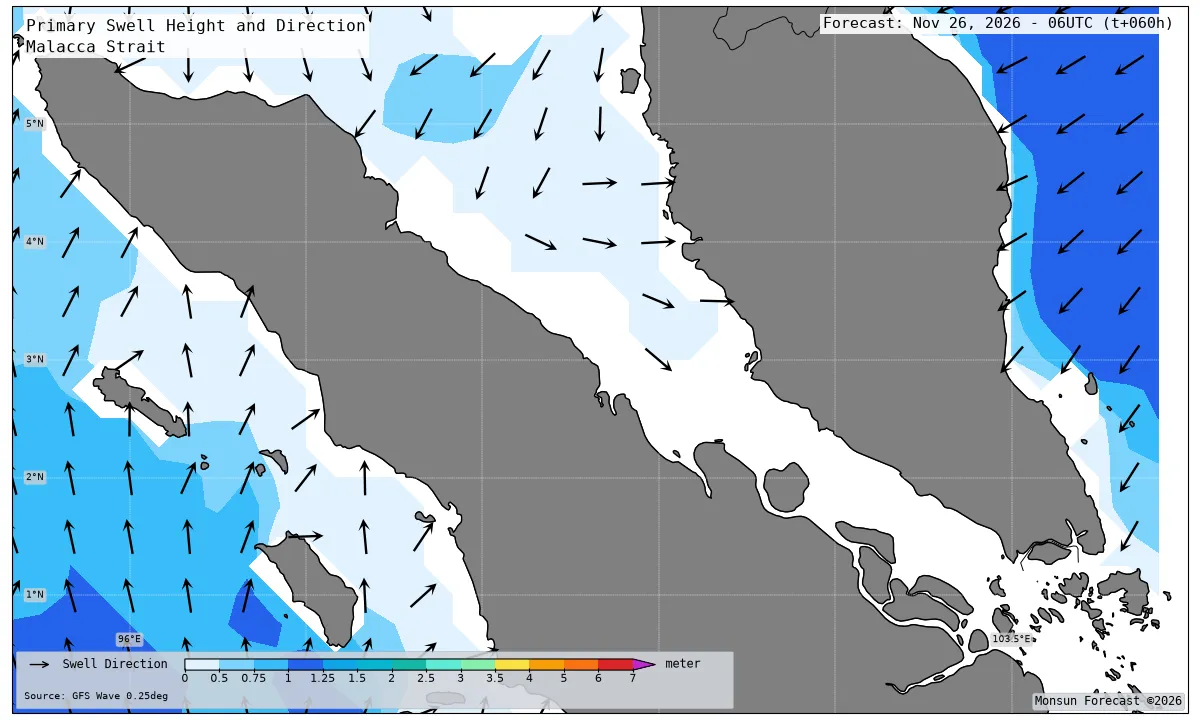 Primary Swell Height and Direction
Malacca Strait
Forecast: Nov 26, 2026 - 06UTC (t+060h)
5°N
4°N
3°N
2°N
1°N
96°E
103.5°E
Swell Direction
meter
0 0.5 0.75 1 1.25 1.5 2 2.5 3 3.5 4 5 6 7
Source: GFS Wave 0.25deg
Monsun Forecast ©2026